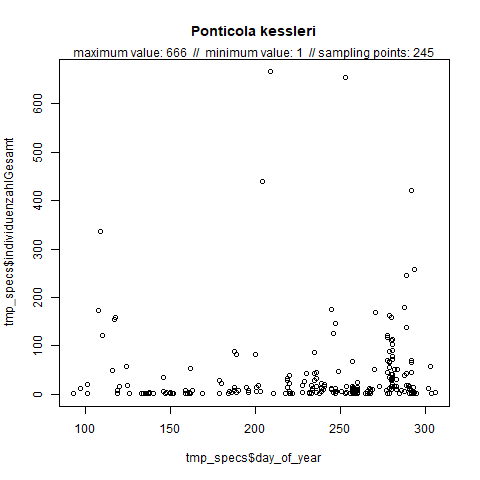 Ponticola kessleri
maximum value: 666 // minimum value: 1 // sampling points: 245
tmp_specs$individuenzahlGesamt
600
500
400
300
200
100
0
100 150 200 250 300
tmp_specs$day_of_year